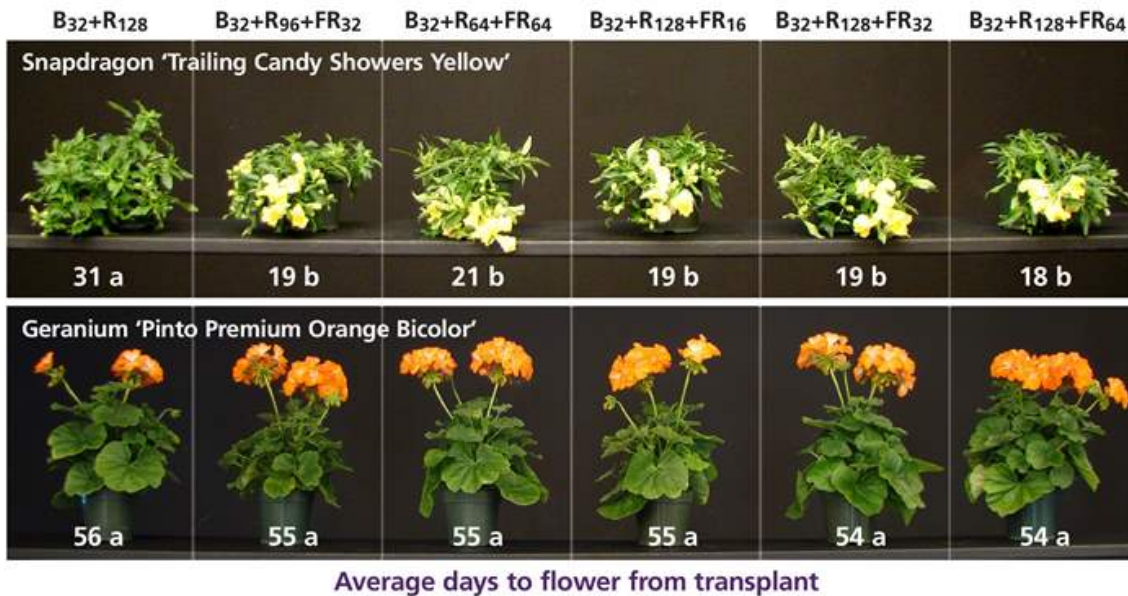 B32+R128 B32+R96+FR32 B32+R64+FR64 B32+R128+FR16 B32+R128+FR32 B32+R128+FR64
Snapdragon ‘Trailing Candy Showers Yellow’
31 a 19 b 21 b 19 b 19 b 18 b
Geranium ‘Pinto Premium Orange Bicolor’
56 a 55 a 55 a 55 a 54 a 54 a
Average days to flower from transplant